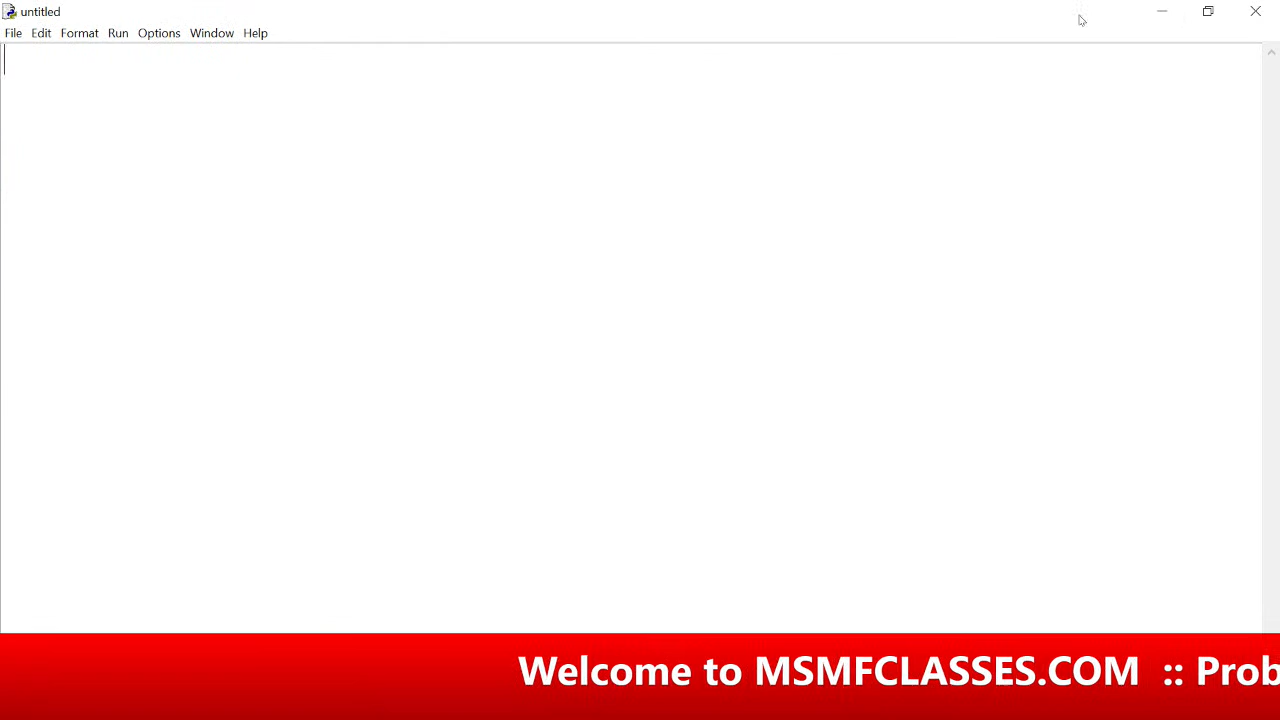 untitled
File Edit Format Run Options Window Help
Welcome to MSMFCLASSES.COM :: Prob